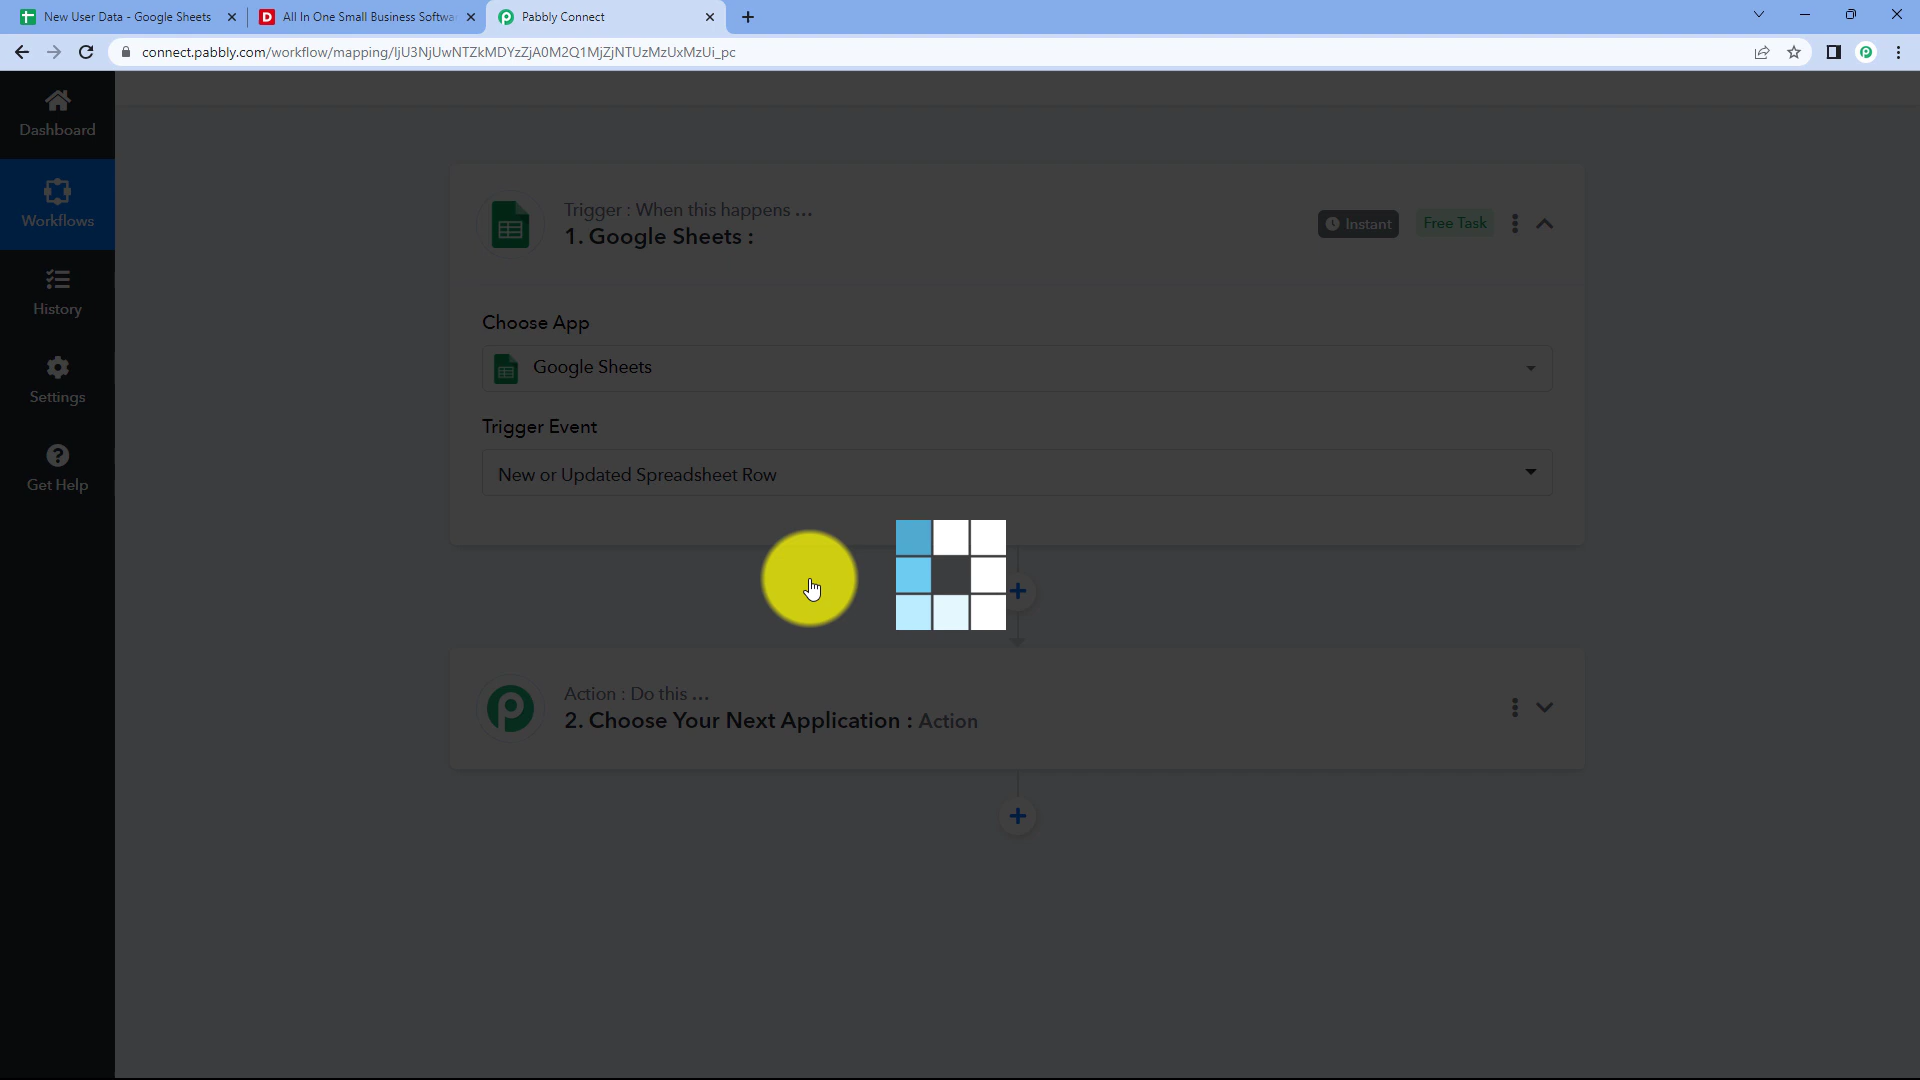 New User Data - Google Sheets
All In One Small Business Softwa
Pabbly Connect
connect.pabbly.com/workflow/mapping/IjU3NjUwNTZkMDYzZjA0M2Q1MjZjNTUzMzUxMzUi_pc
Dashboard
Workflows
History
Settings
Get Help
Trigger : When this happens ...
1. Google Sheets :
Instant
Free Task
Choose App
Google Sheets
Trigger Event
New or Updated Spreadsheet Row
Action : Do this ...
2. Choose Your Next Application : Action